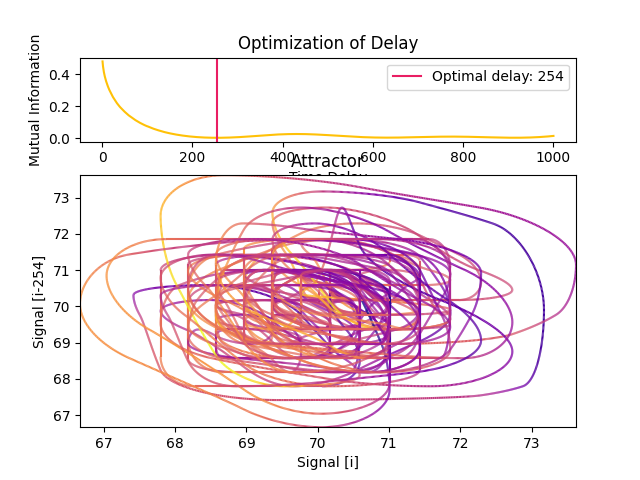 Optimization of Delay
Mutual Information
0.4
0.2
0.0
Optimal delay: 254
0 200 400 600 800 1000
Time Delay
Attractor
Signal [i-254]
73
72
71
70
69
68
67
67 68 69 70 71 72 73
Signal [i]